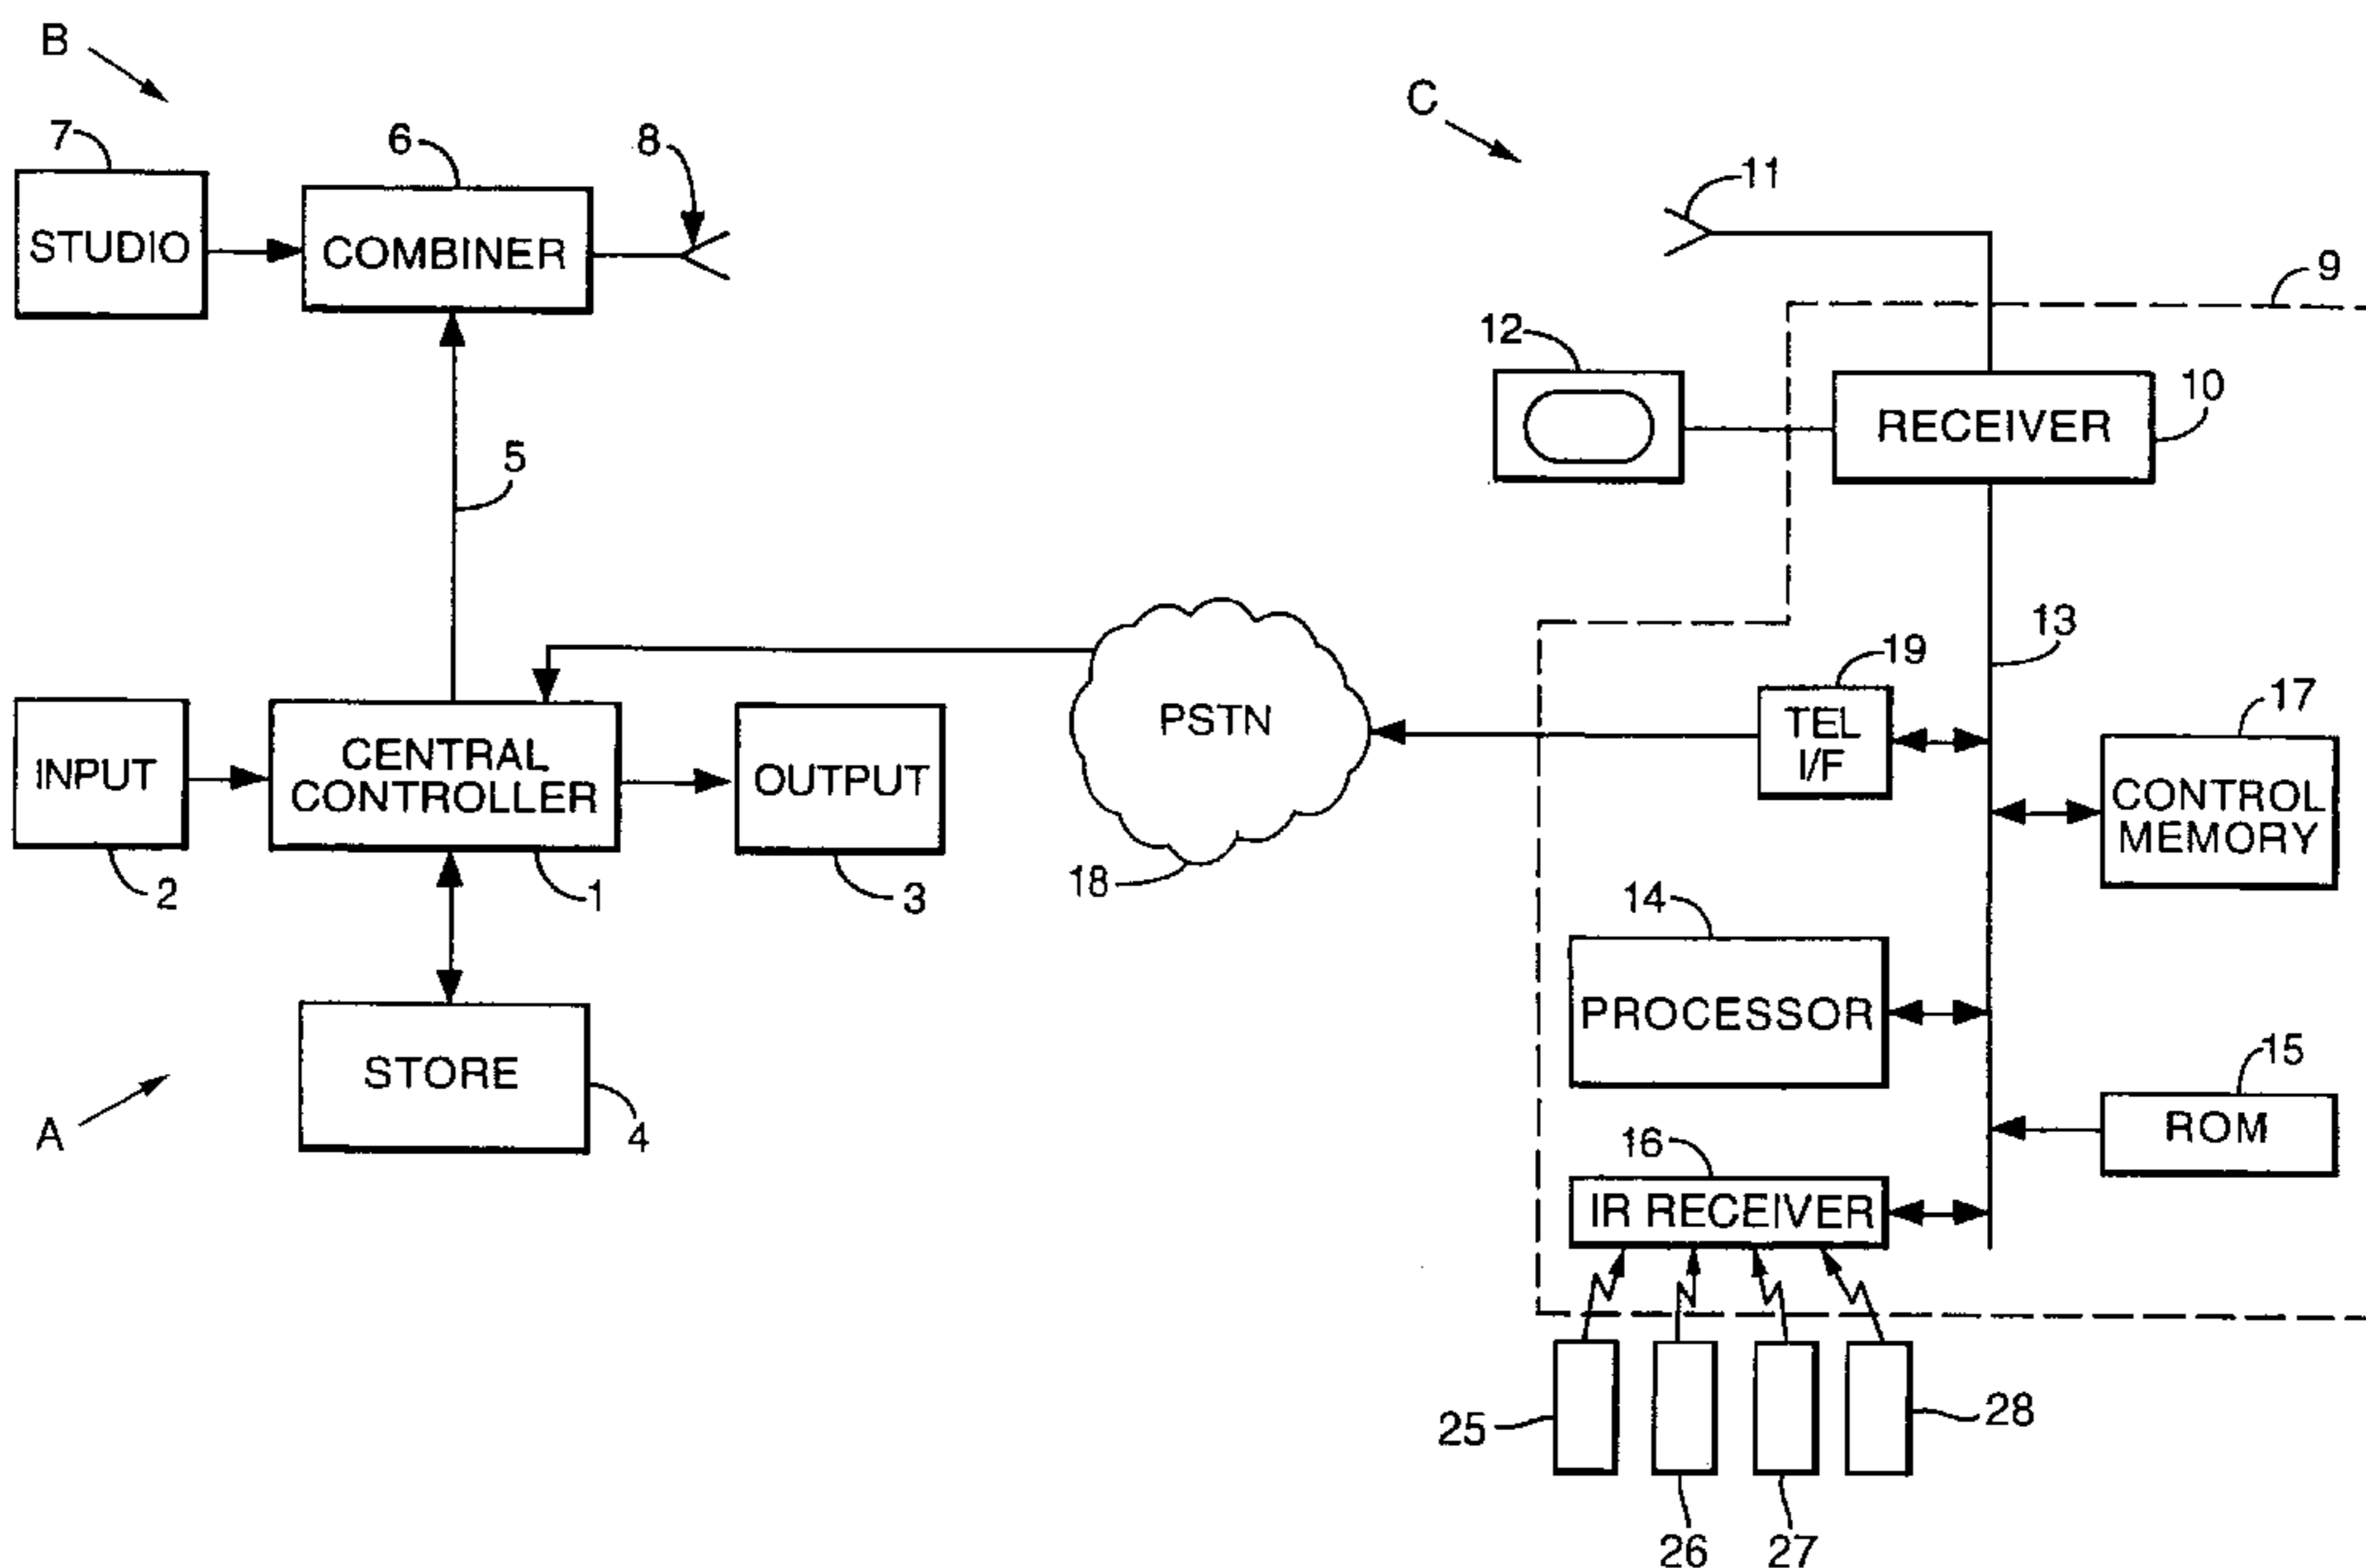 B
7
6
8
STUDIO
COMBINER
5
INPUT
CENTRAL
CONTROLLER
OUTPUT
2
1
3
STORE
4
A
PSTN
18
C
11
9
12
RECEIVER
10
13
19
TEL
I/F
17
CONTROL
MEMORY
14
PROCESSOR
15
ROM
16
IR RECEIVER
25
28
26
27